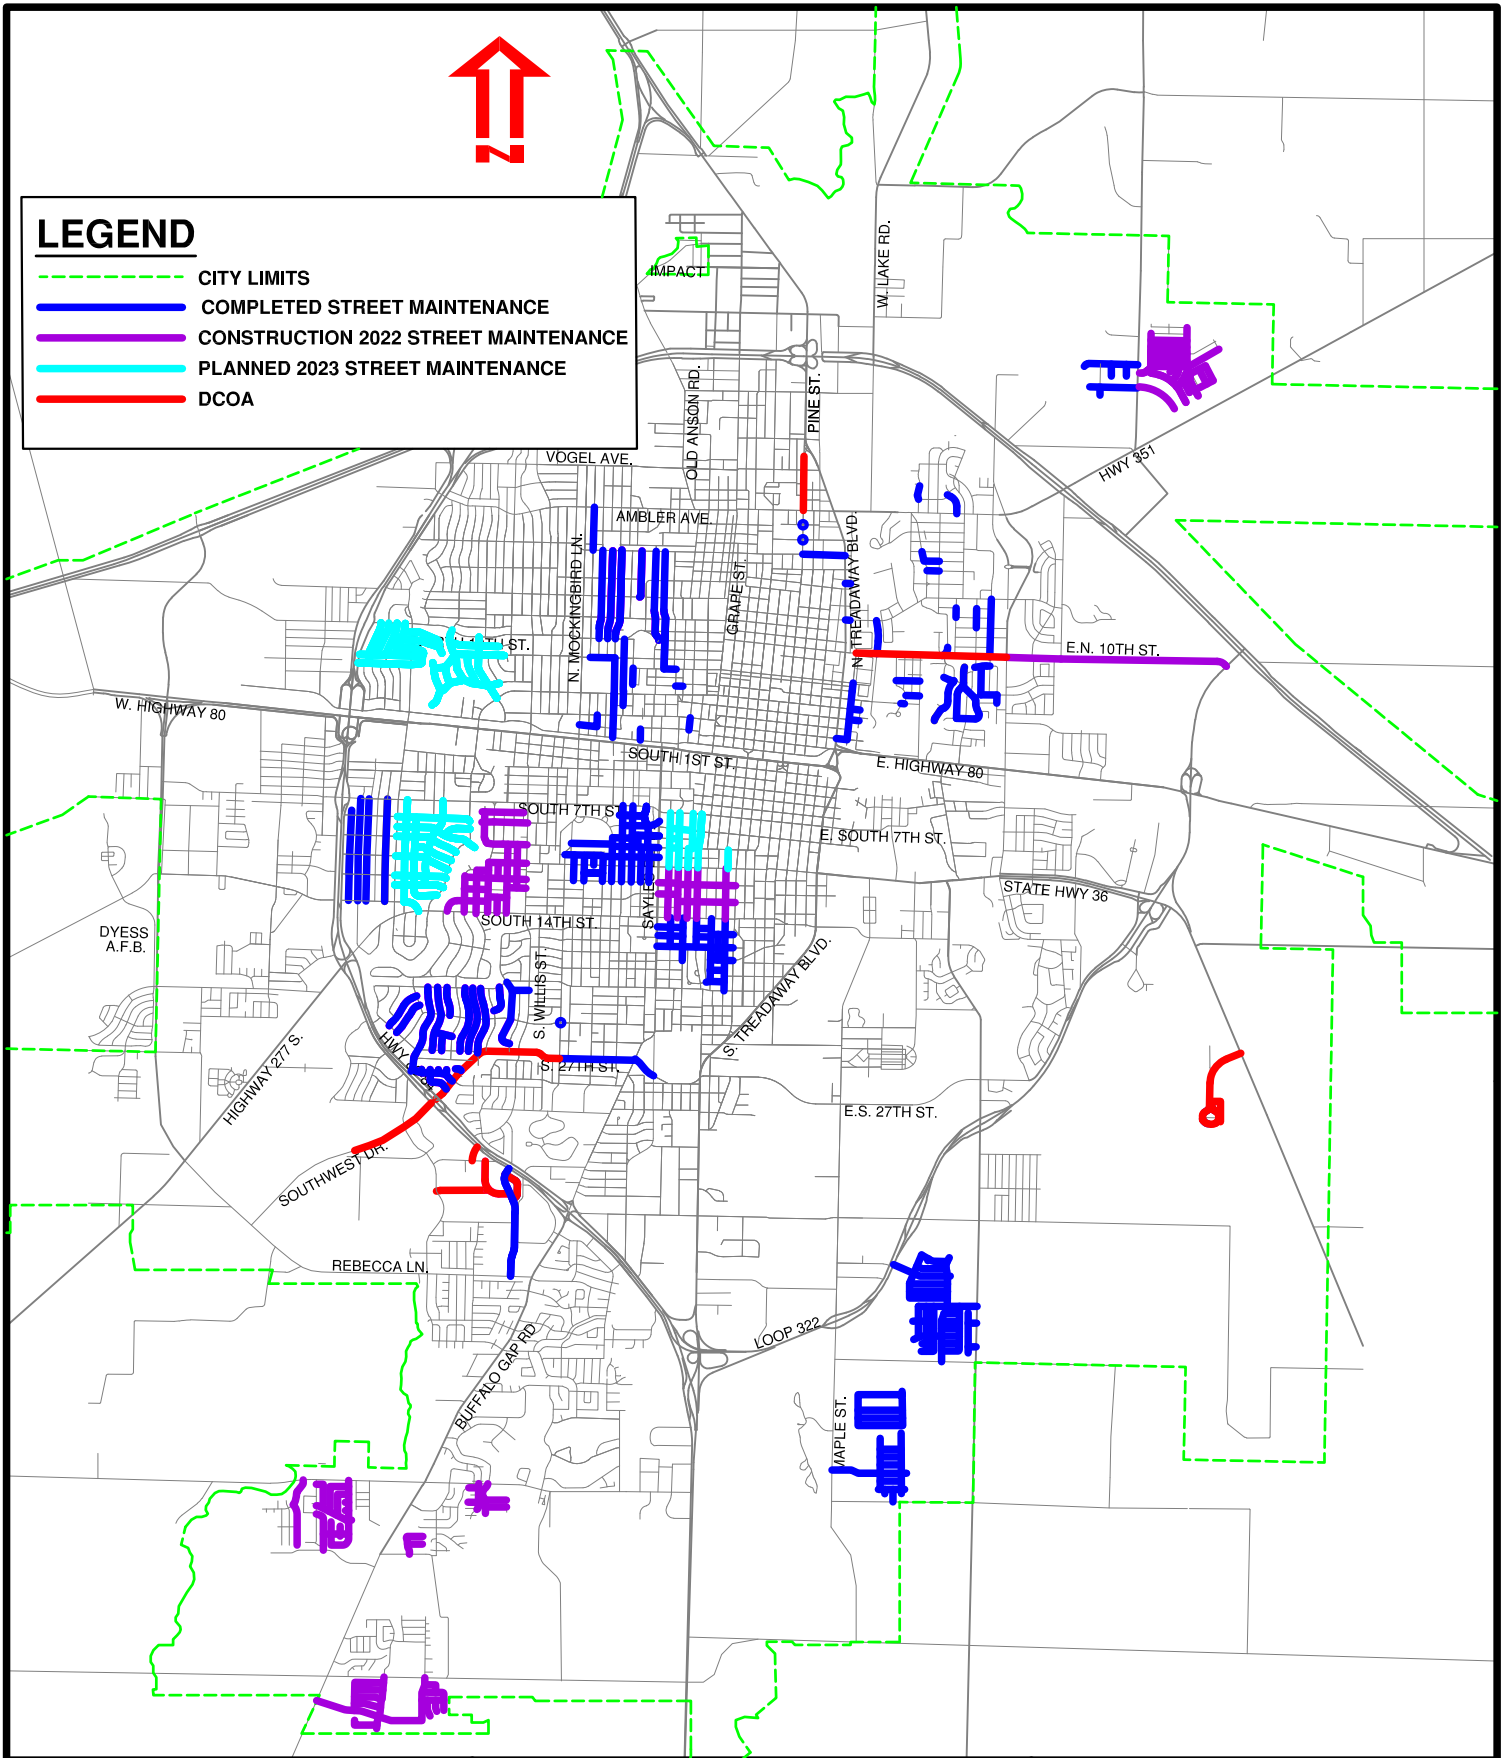 N
LEGEND
CITY LIMITS
COMPLETED STREET MAINTENANCE
CONSTRUCTION 2022 STREET MAINTENANCE
PLANNED 2023 STREET MAINTENANCE
DCOA
IMPACT
W. LAKE RD.
OLD ANSON RD.
PINE ST.
VOGEL AVE.
HWY 351
AMBLER AVE.
N. MOCKINGBIRD LN.
GRAPE ST.
N. TREADAWAY BLVD.
E.N. 10TH ST.
W. HIGHWAY 80
SOUTH 1ST ST.
E. HIGHWAY 80
SOUTH 7TH ST.
E. SOUTH 7TH ST.
STATE HWY 36
SAYLES
SOUTH 14TH ST.
DYESS
A.F.B.
S. WILLIS ST.
S. TREADAWAY BLVD.
HIGHWAY 277 S.
HWY
S. 27TH ST.
E.S. 27TH ST.
SOUTHWEST DR.
REBECCA LN.
LOOP 322
BUFFALO GAP RD
MAPLE ST.